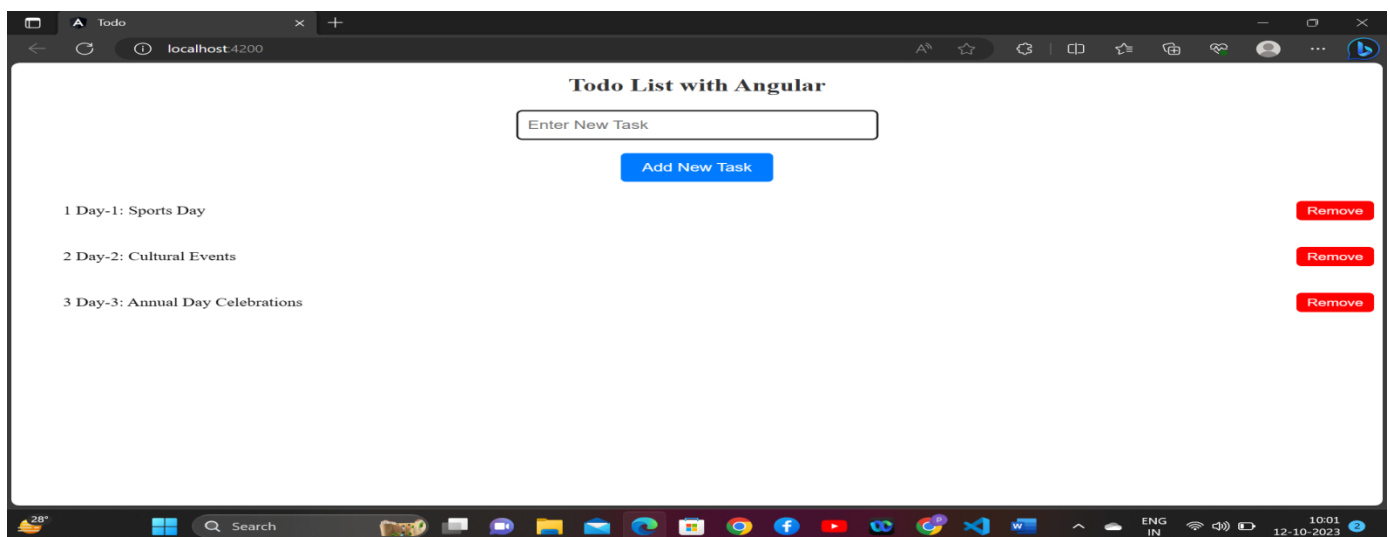 Todo
localhost:4200
Todo List with Angular
Enter New Task
Add New Task
1 Day-1: Sports Day
Remove
2 Day-2: Cultural Events
Remove
3 Day-3: Annual Day Celebrations
Remove
28°
Search
ENG
IN
10:01
12-10-2023
2